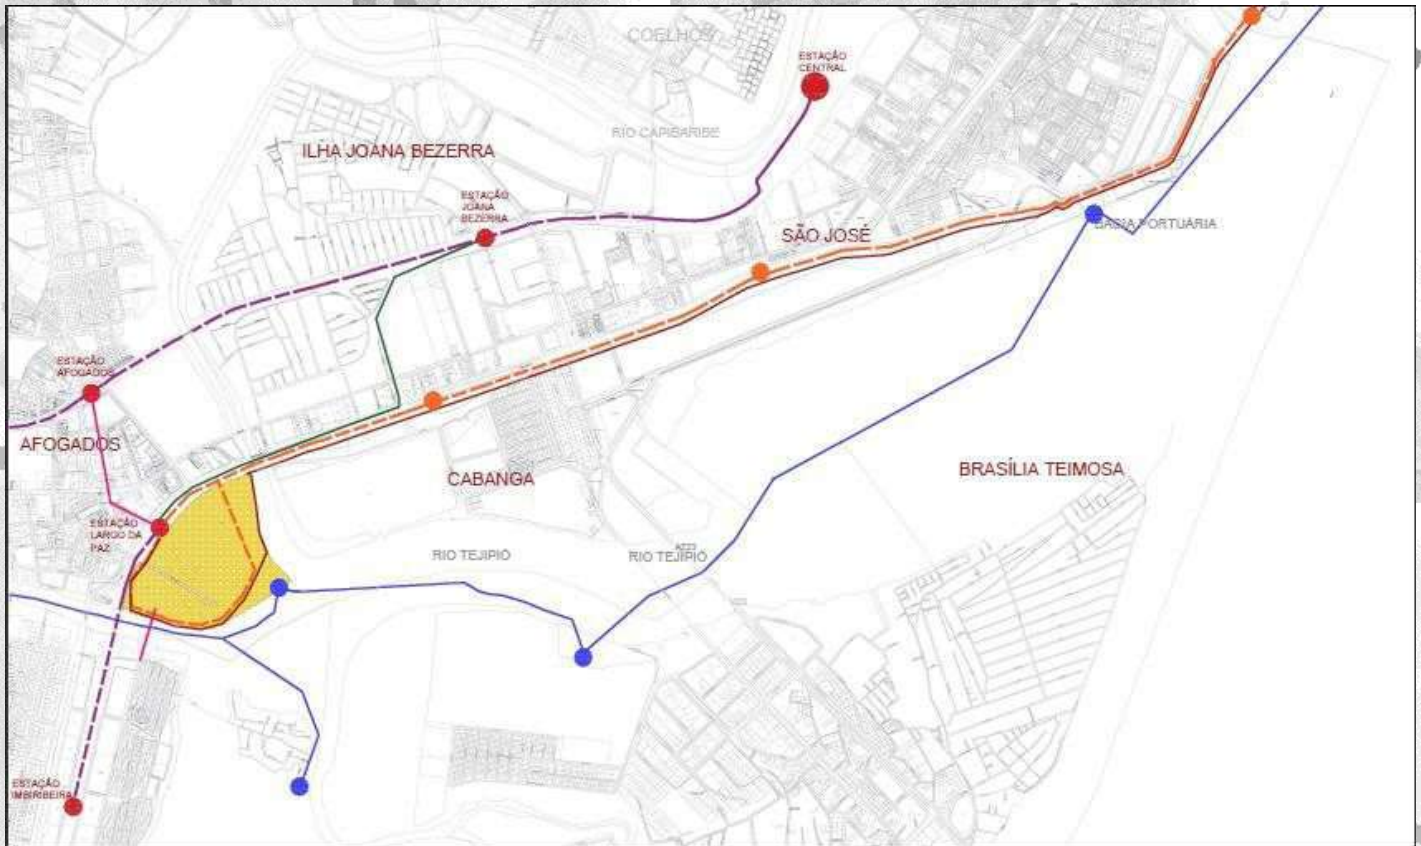 COELHOS
ESTAÇÃO
CENTRAL
RIO CAPIBARIBE
ILHA JOANA BEZERRA
ESTAÇÃO
JOANA
BEZERRA
SÃO JOSÉ
BACIA PORTUÁRIA
ESTAÇÃO
AFOGADOS
AFOGADOS
CABANGA
BRASÍLIA TEIMOSA
ESTAÇÃO
LARGO DA
PAZ
RIO TEJIPIÓ
RIO TEJIPIÓ
ESTAÇÃO
IMBIRIBEIRA